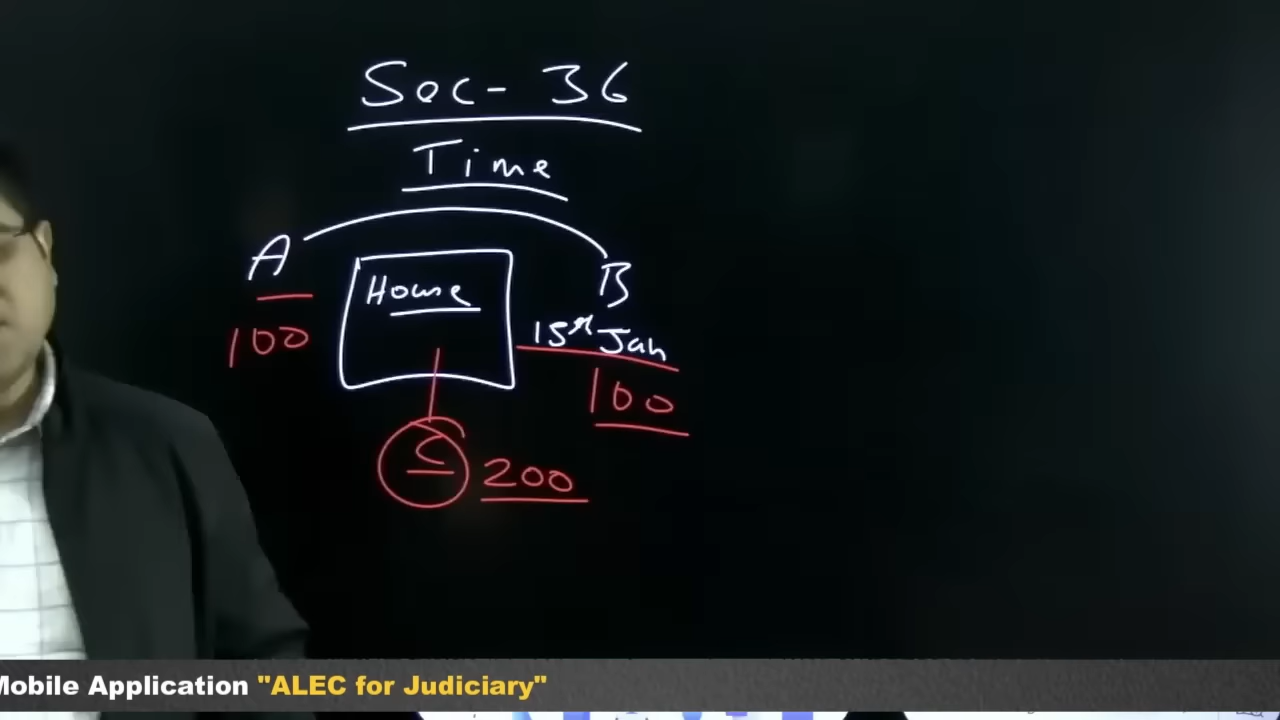 Sec- 36
Time
A
B
House
15th Jan
100
100
C
200
Mobile Application "ALEC for Judiciary"